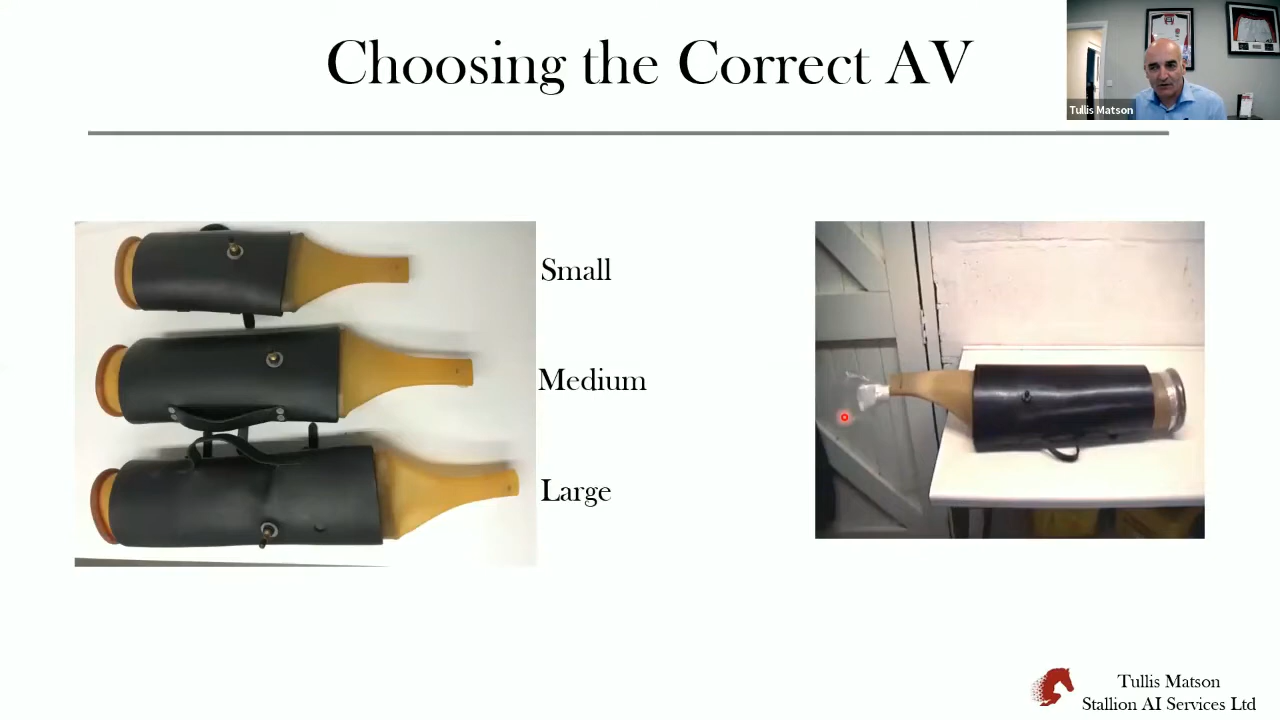 Choosing the Correct AV
Tullis Matson
Small
Medium
Large
Tullis Matson
Stallion AI Services Ltd